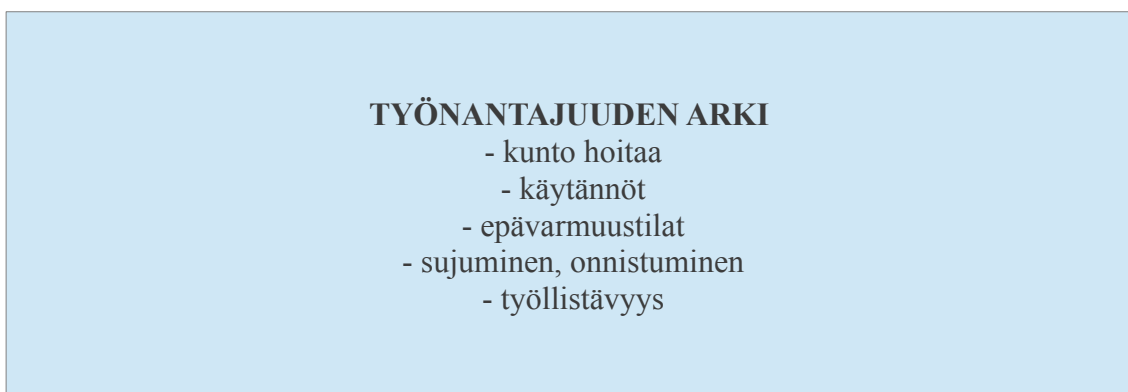 TYÖNANTAJUUDEN ARKI
- kunto hoitaa
- käytännöt
- epävarmuustilat
- sujuminen, onnistuminen
- työllistävyys